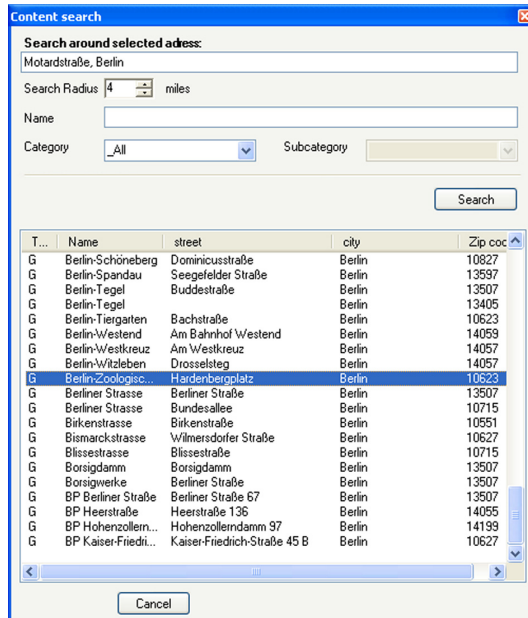 Content search
Search around selected adress:
Motardstraße, Berlin
Search Radius 4 miles
Name
Category _All Subcategory
Search
T... Name street city Zip coc
G Berlin-Schöneberg Dominicusstraße Berlin 10827
G Berlin-Spandau Seegefelder Straße Berlin 13597
G Berlin-Tegel Buddestraße Berlin 13507
G Berlin-Tegel Berlin 13405
G Berlin-Tiergarten Bachstraße Berlin 10623
G Berlin-Westend Am Bahnhof Westend Berlin 14059
G Berlin-Westkreuz Am Westkreuz Berlin 14057
G Berlin-Witzleben Drosselsteg Berlin 14057
G Berlin-Zoologisc... Hardenbergplatz Berlin 10623
G Berliner Strasse Berliner Straße Berlin 13507
G Berliner Strasse Bundesallee Berlin 10715
G Birkenstrasse Birkenstraße Berlin 10551
G Bismarckstrasse Wilmersdorfer Straße Berlin 10627
G Blissestrasse Blissestraße Berlin 10715
G Borsigdamm Borsigdamm Berlin 13507
G Borsigwerke Berliner Straße Berlin 13507
G BP Berliner Straße Berliner Straße 67 Berlin 13507
G BP Heerstraße Heerstraße 136 Berlin 14055
G BP Hohenzollern... Hohenzollerndamm 97 Berlin 14199
G BP Kaiser-Friedri... Kaiser-Friedrich-Straße 45 B Berlin 10627
Cancel